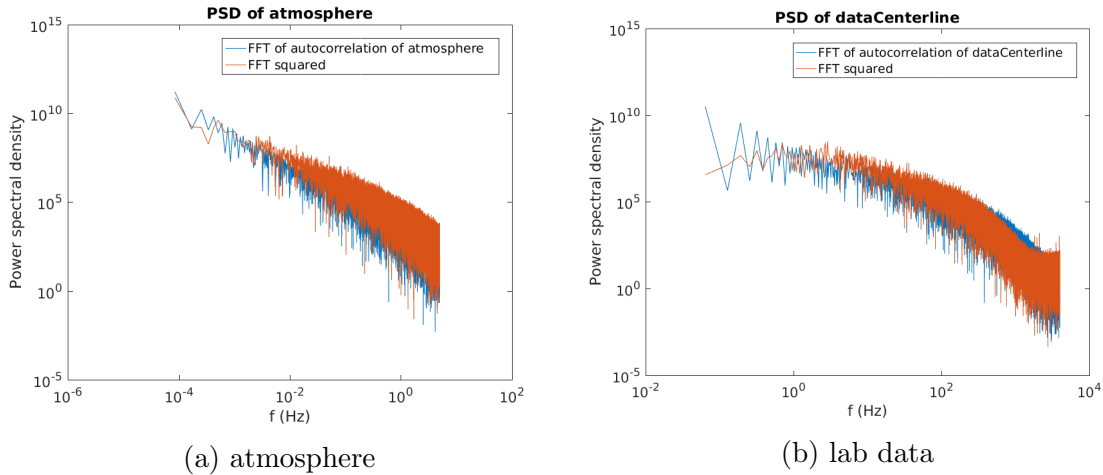 PSD of atmosphere
10^15
10^10
10^5
10^0
10^-5
Power spectral density
FFT of autocorrelation of atmosphere
FFT squared
10^-6
10^-4
10^-2
10^0
10^2
f (Hz)
(a) atmosphere
PSD of dataCenterline
10^15
10^10
10^5
10^0
10^-5
Power spectral density
FFT of autocorrelation of dataCenterline
FFT squared
10^-2
10^0
10^2
10^4
f (Hz)
(b) lab data